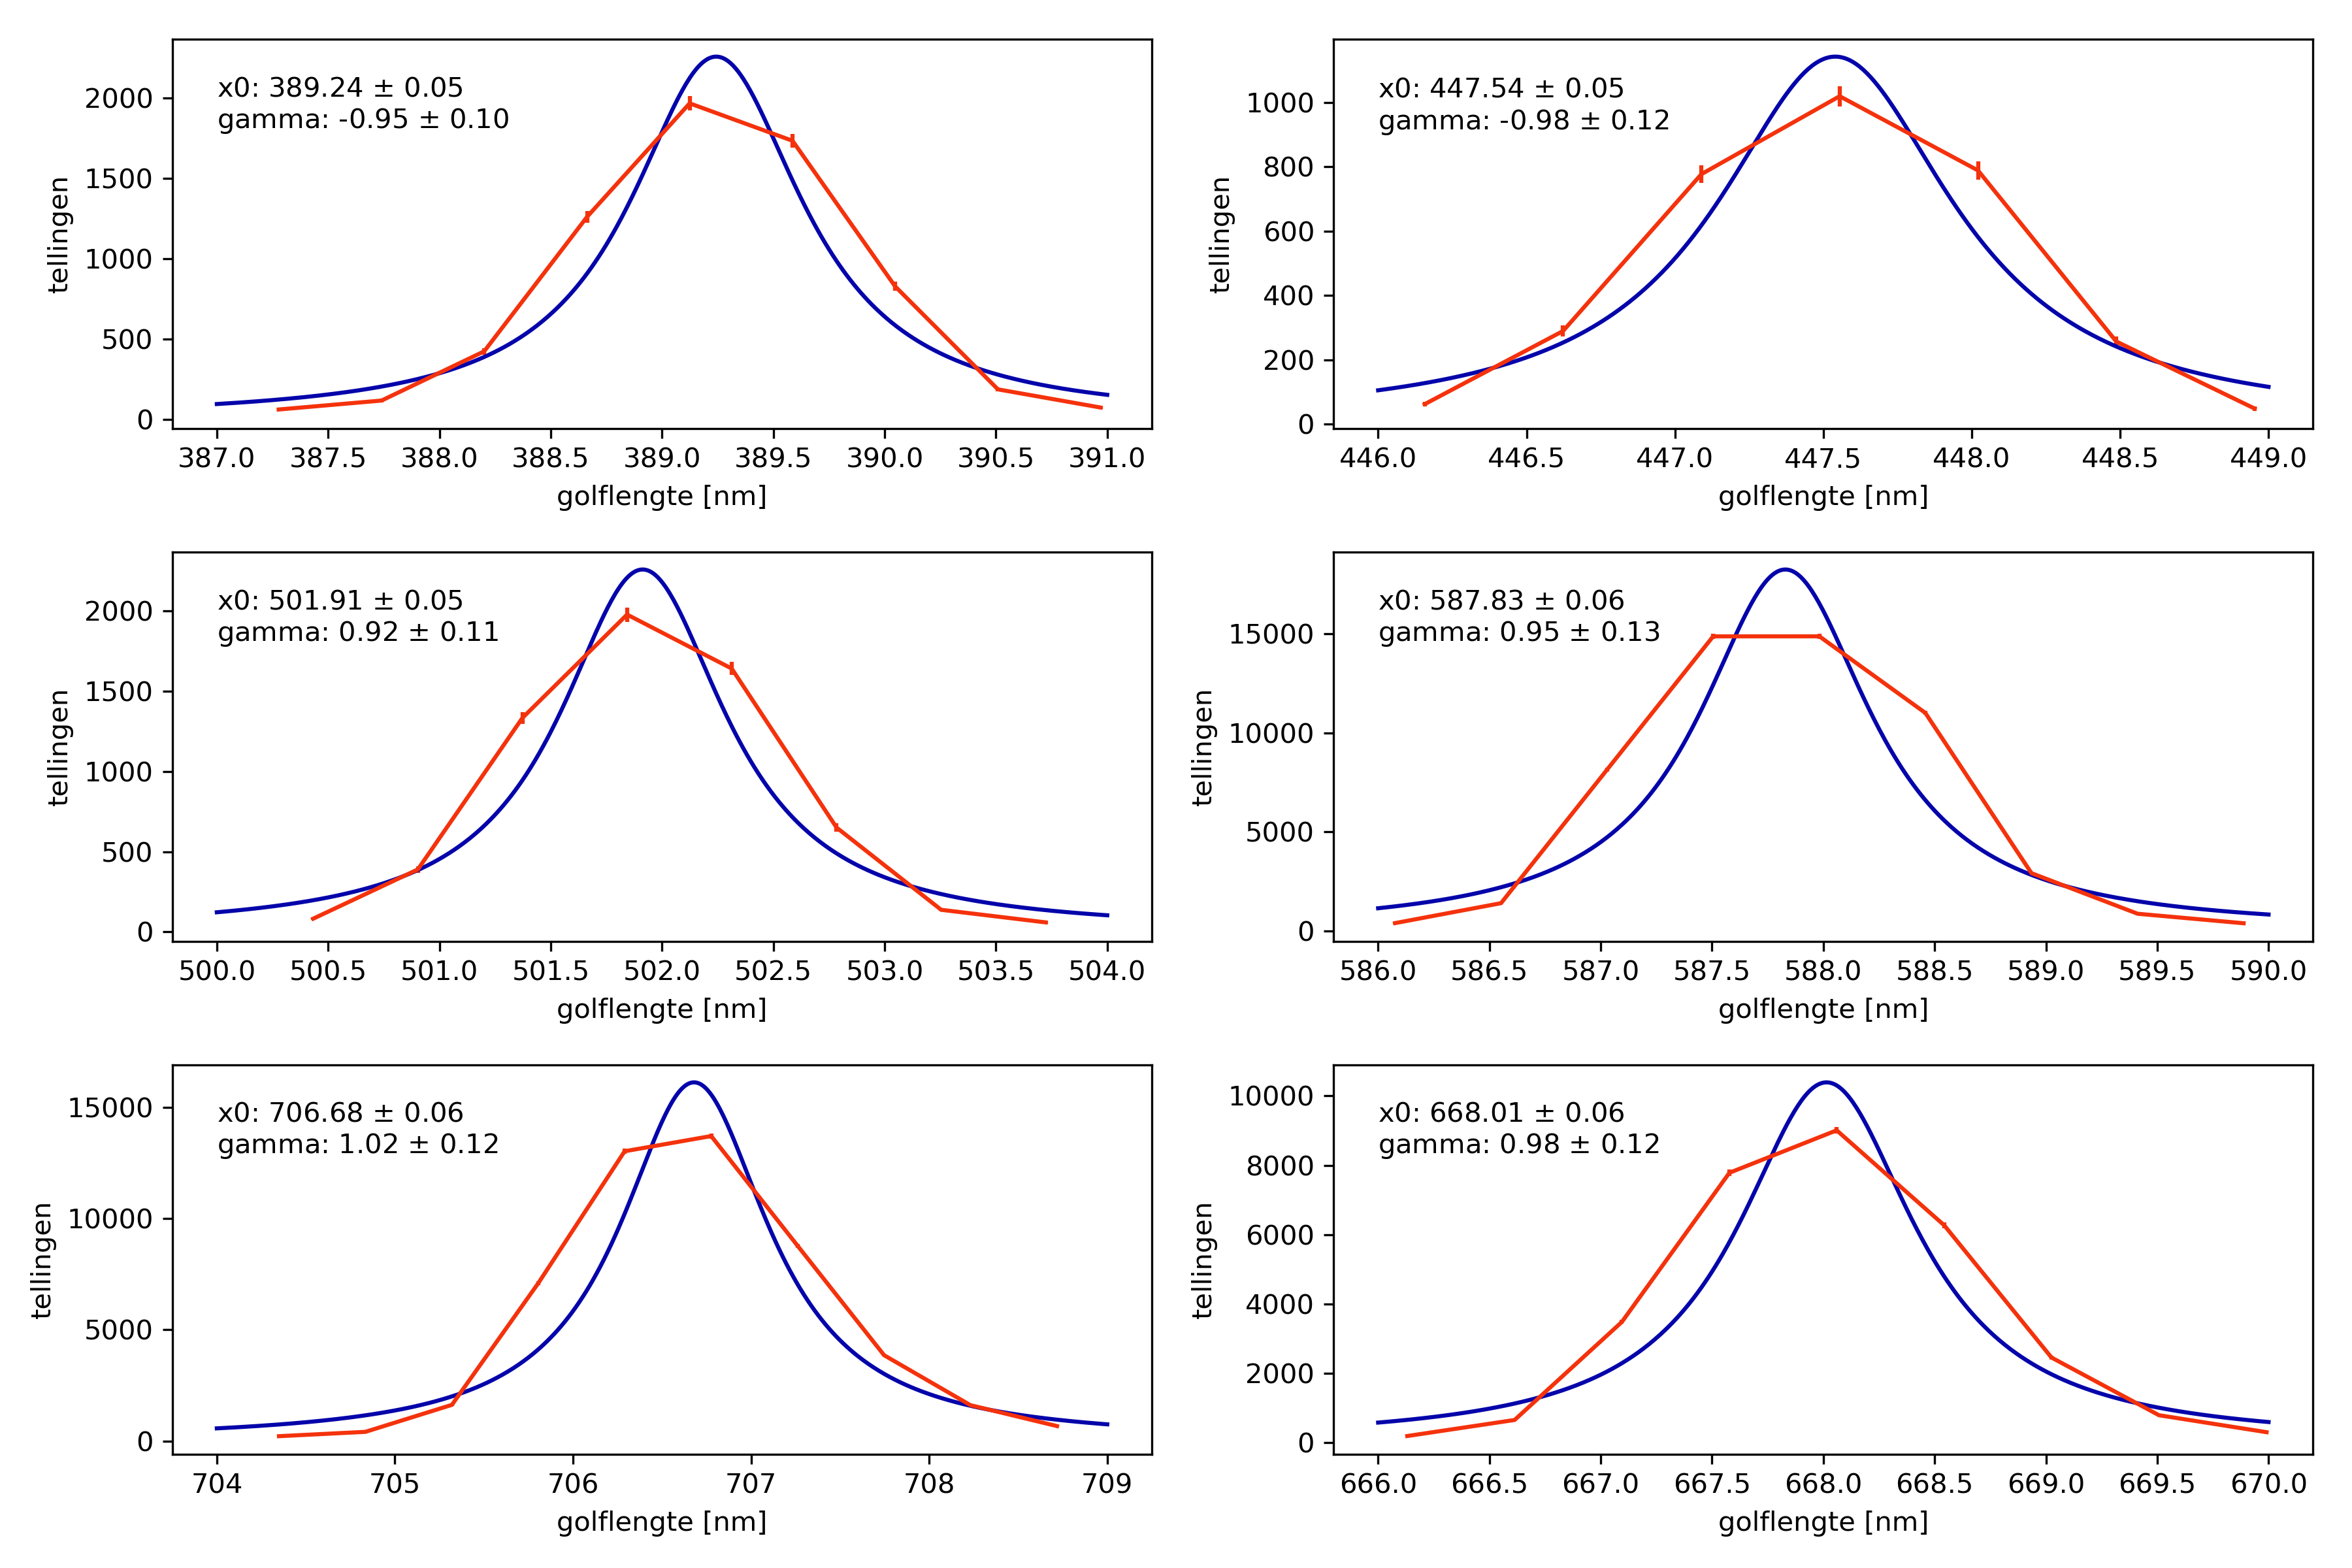 x0: 389.24 ± 0.05
gamma: -0.95 ± 0.10
tellingen
2000
1500
1000
500
0
387.0 387.5 388.0 388.5 389.0 389.5 390.0 390.5 391.0
golflengte [nm]
x0: 447.54 ± 0.05
gamma: -0.98 ± 0.12
tellingen
1000
800
600
400
200
0
446.0 446.5 447.0 447.5 448.0 448.5 449.0
golflengte [nm]
x0: 501.91 ± 0.05
gamma: 0.92 ± 0.11
tellingen
2000
1500
1000
500
0
500.0 500.5 501.0 501.5 502.0 502.5 503.0 503.5 504.0
golflengte [nm]
x0: 587.83 ± 0.06
gamma: 0.95 ± 0.13
tellingen
15000
10000
5000
0
586.0 586.5 587.0 587.5 588.0 588.5 589.0 589.5 590.0
golflengte [nm]
x0: 706.68 ± 0.06
gamma: 1.02 ± 0.12
tellingen
15000
10000
5000
0
704 705 706 707 708 709
golflengte [nm]
x0: 668.01 ± 0.06
gamma: 0.98 ± 0.12
tellingen
10000
8000
6000
4000
2000
0
666.0 666.5 667.0 667.5 668.0 668.5 669.0 669.5 670.0
golflengte [nm]